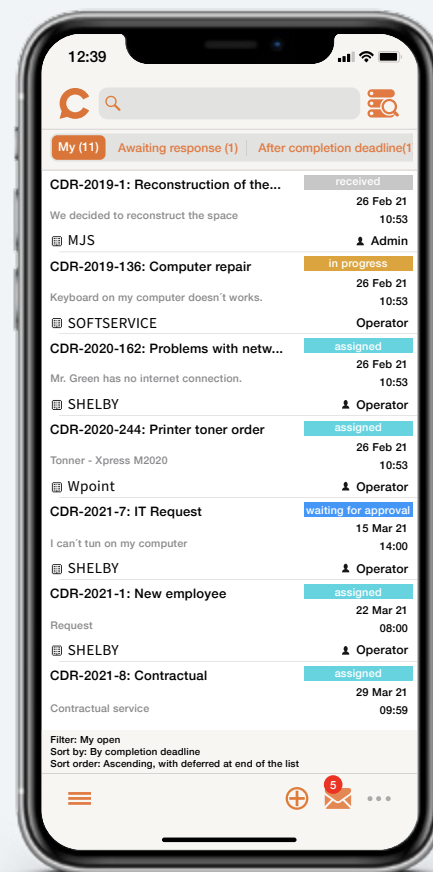 12:39
My (11) Awaiting response (1) After completion deadline(1
CDR-2019-1: Reconstruction of the... received
26 Feb 21
We decided to reconstruct the space
10:53
MJS Admin
CDR-2019-136: Computer repair in progress
26 Feb 21
Keyboard on my computer doesn´t works.
10:53
SOFTSERVICE Operator
CDR-2020-162: Problems with netw... assigned
26 Feb 21
Mr. Green has no internet connection.
10:53
SHELBY Operator
CDR-2020-244: Printer toner order assigned
26 Feb 21
Tonner - Xpress M2020
10:53
Wpoint Operator
CDR-2021-7: IT Request waiting for approval
15 Mar 21
I can´t tun on my computer
14:00
SHELBY Operator
CDR-2021-1: New employee assigned
22 Mar 21
Request
08:00
SHELBY Operator
CDR-2021-8: Contractual assigned
29 Mar 21
Contractual service
09:59
Filter: My open
Sort by: By completion deadline
Sort order: Ascending, with deferred at end of the list
5